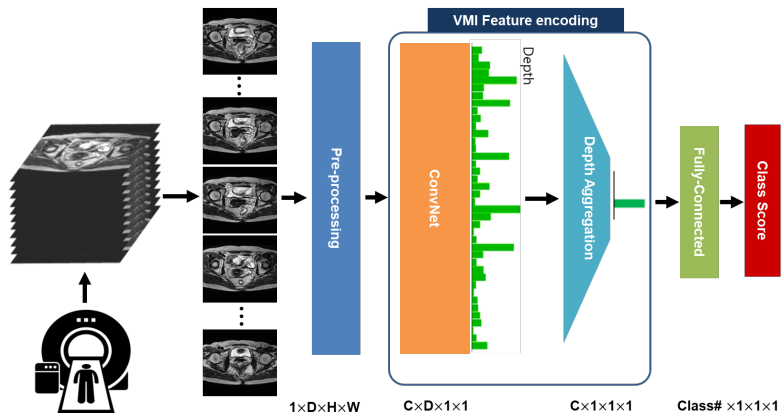 VMI Feature encoding
Pre-processing
ConvNet
Depth
Depth Aggregation
Fully-Connected
Class Score
1×D×H×W
C×D×1×1
C×1×1×1
Class# ×1×1×1